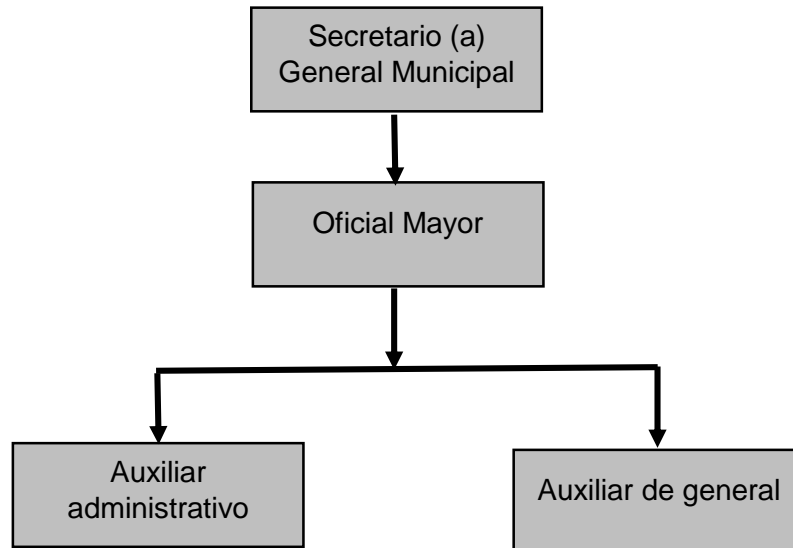 Secretario (a)
General Municipal
Oficial Mayor
Auxiliar
administrativo
Auxiliar de general